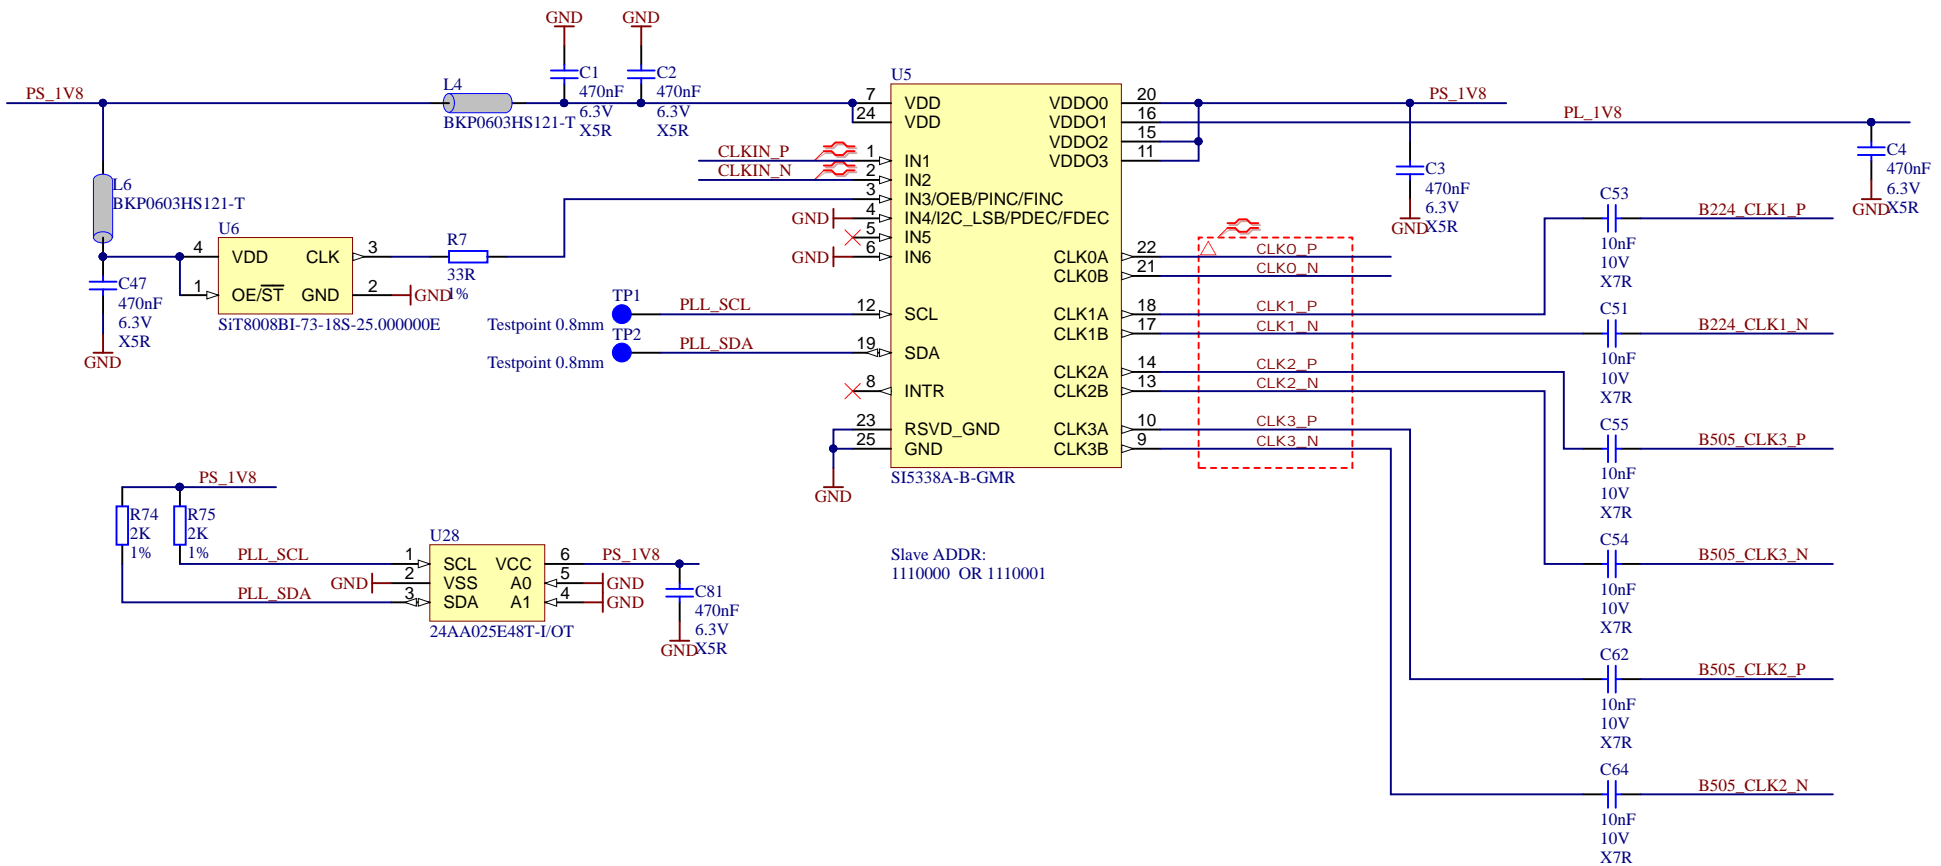 GND
GND
PS_1V8
L4
BKP0603HS121-T
C1
470nF
6.3V
X5R
C2
470nF
6.3V
X5R
L6
BKP0603HS121-T
U6
4
VDD
CLK
3
1
OE/ST
GND
2
GND
SiT8008BI-73-18S-25.000000E
C47
470nF
6.3V
X5R
GND
R7
33R
1%
CLKIN_P
CLKIN_N
GND
GND
TP1
Testpoint 0.8mm
PLL_SCL
TP2
Testpoint 0.8mm
PLL_SDA
U5
7
VDD
24
VDD
1
IN1
2
IN2
3
IN3/OEB/PINC/FINC
4
IN4/I2C_LSB/PDEC/FDEC
5
IN5
6
IN6
12
SCL
19
SDA
8
INTR
23
RSVD_GND
25
GND
VDDO0
20
VDDO1
16
VDDO2
15
VDDO3
11
CLK0A
22
CLK0B
21
CLK1A
18
CLK1B
17
CLK2A
14
CLK2B
13
CLK3A
10
CLK3B
9
SI5338A-B-GMR
GND
Slave ADDR:
1110000  OR 1110001
PS_1V8
PL_1V8
C3
470nF
6.3V
X5R
GND
C4
470nF
6.3V
X5R
GND
CLK0_P
CLK0_N
CLK1_P
CLK1_N
CLK2_P
CLK2_N
CLK3_P
CLK3_N
C53
10nF
10V
X7R
B224_CLK1_P
C51
10nF
10V
X7R
B224_CLK1_N
C55
10nF
10V
X7R
B505_CLK3_P
C54
10nF
10V
X7R
B505_CLK3_N
C62
10nF
10V
X7R
B505_CLK2_P
C64
10nF
10V
X7R
B505_CLK2_N
PS_1V8
R74
2K
1%
R75
2K
1%
PLL_SCL
GND
PLL_SDA
U28
1
SCL
VCC
6
2
VSS
A0
5
3
SDA
A1
4
24AA025E48T-I/OT
PS_1V8
GND
GND
C81
470nF
6.3V
X5R
GND